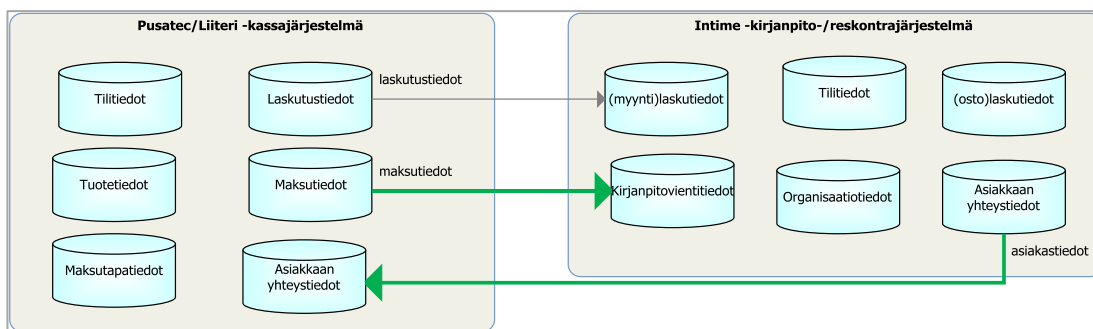 Pusatec/Liiteri -kassajärjestelmä
Tilitiedot
Laskutustiedot
laskutustiedot
Tuotetiedot
Maksutiedot
maksutiedot
Maksutapatiedot
Asiakkaan
yhteystiedot
Intime -kirjanpito-/reskontrajärjestelmä
(myynti)laskutiedot
Tilitiedot
(osto)laskutiedot
Kirjanpitovientitiedot
Organisaatiotiedot
Asiakkaan
yhteystiedot
asiakastiedot